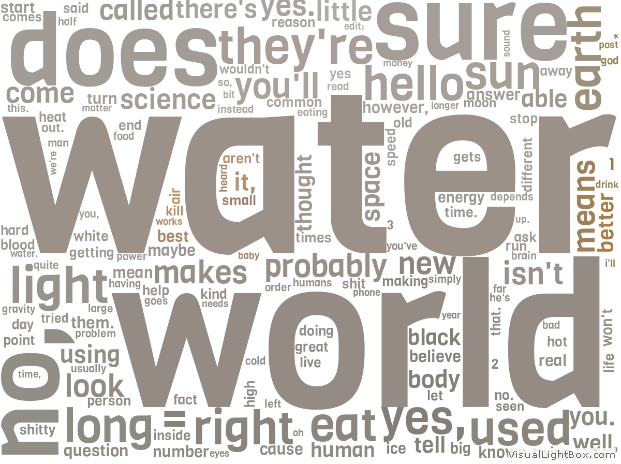 start
comes
said
half
called
there's
yes.
little
sure
does
reason
edit:
they're
sound
earth
post
*
god
come
turn
science
matter
wouldn't
so,
bit
instead
you'll
yes
read
money
hello
sun
away
common
eating
however,
longer
moon
answer
able
this.
heat
out.
man
we're
end
food
stop
old
speed
water
air
kill
works
best
heard
aren't
it,
small
thought
space
gets
energy
time.
depends
different
up.
means
better
1
drink
i'll
hard
blood
water.
you,
white
getting
power
maybe
baby
times
3
you've
ask
run
brain
quite
light
mean
having
makes
help
goes
kind
needs
probably
order
humans
shit
phone
new
making
simply
far
he's
isn't
that.
gravity
day
point
large
tried
them.
problem
world
year
doing
great
live
black
believe
body
let
2
bad
hot
real
life
won't
no,
time,
shitty
using
usually
look
person
fact
cold
high
left
no.
seen
long
=
right
oh
eat
yes,
used
you.
question
inside
number
eyes
cause
human
ice
tell
big
know
well,
VisualLightBox.com